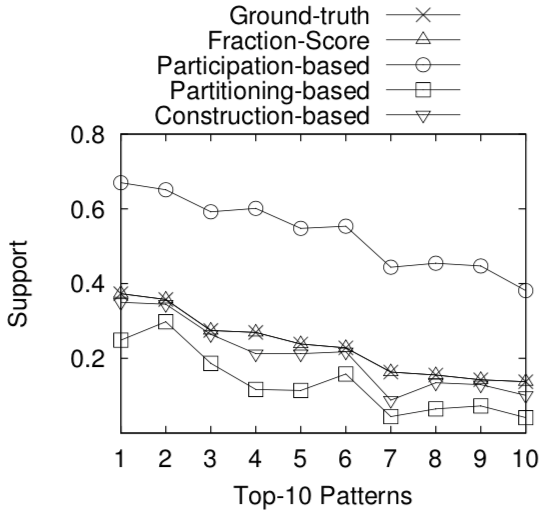 Ground-truth
Fraction-Score
Participation-based
Partitioning-based
Construction-based
0.8
0.6
0.4
0.2
Support
1 2 3 4 5 6 7 8 9 10
Top-10 Patterns